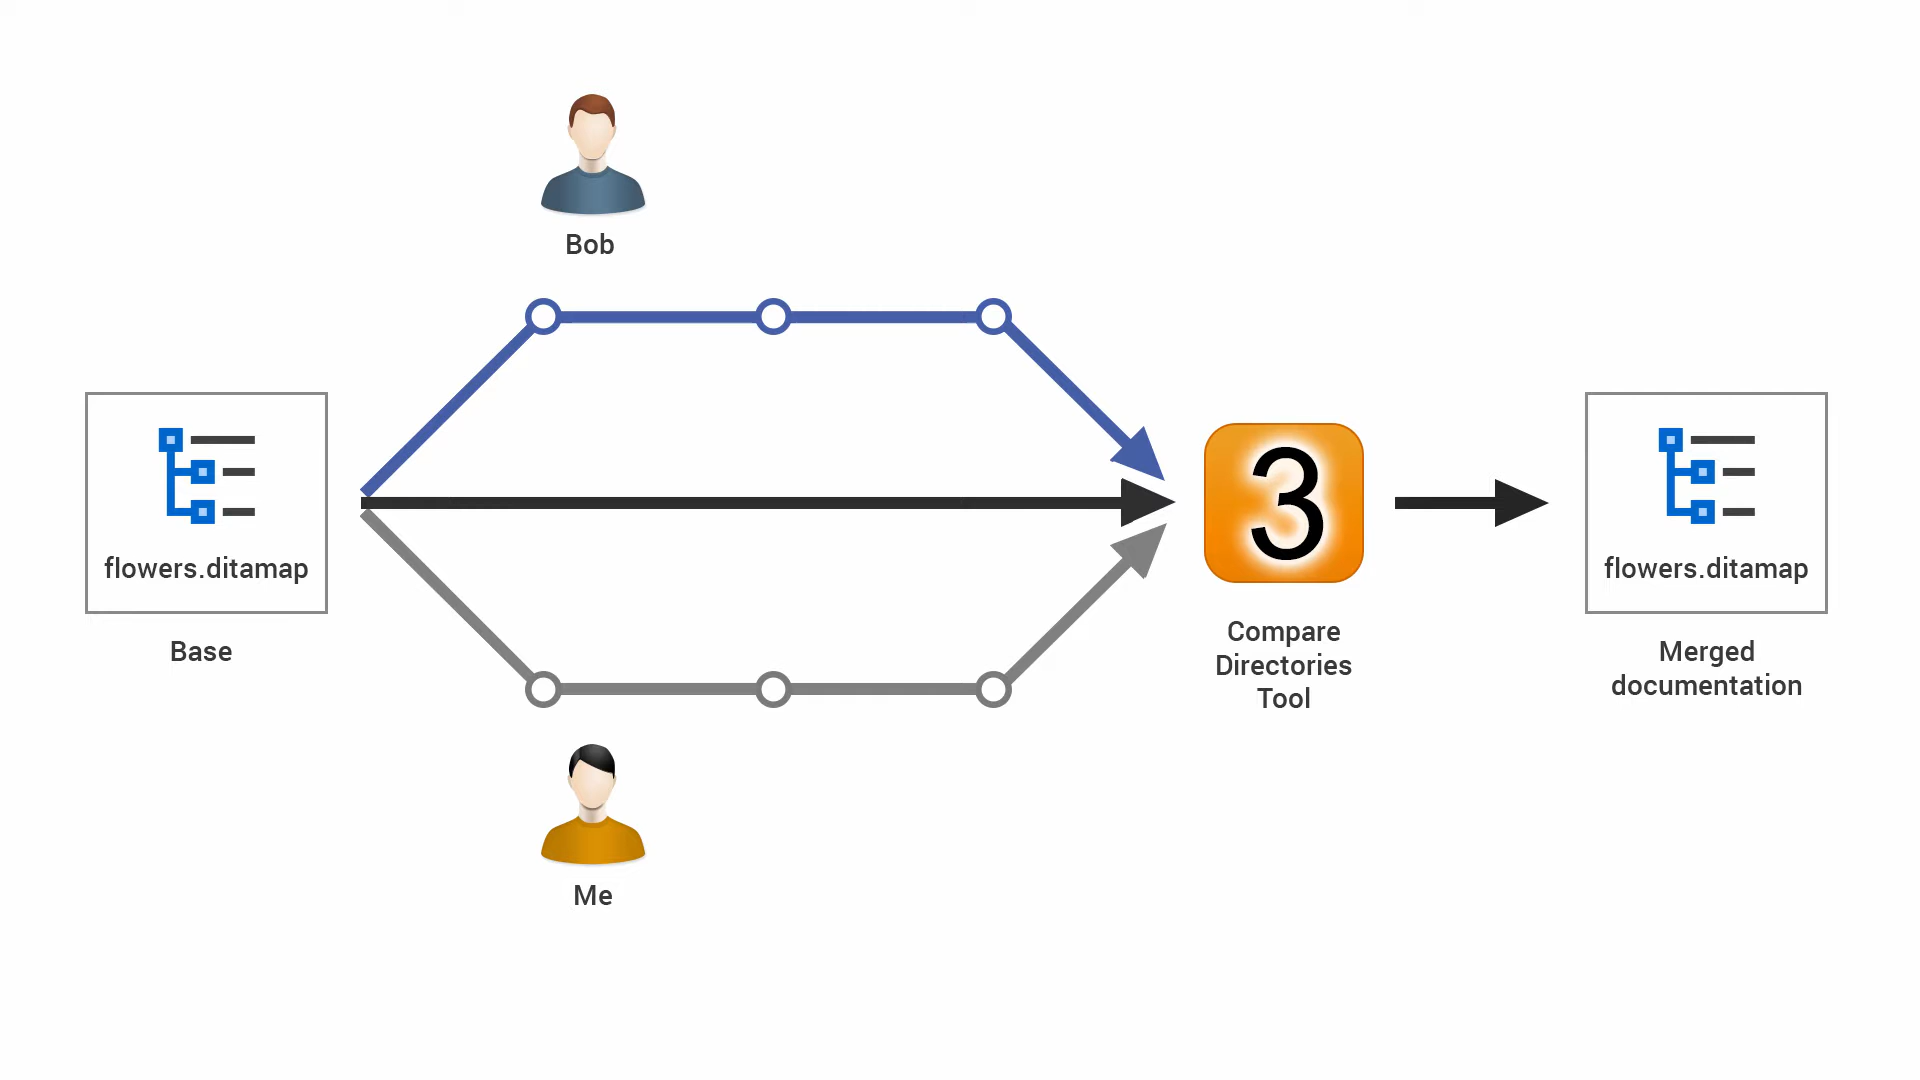 Bob
flowers.ditamap
Base
3
Compare
Directories
Tool
flowers.ditamap
Merged
documentation
Me